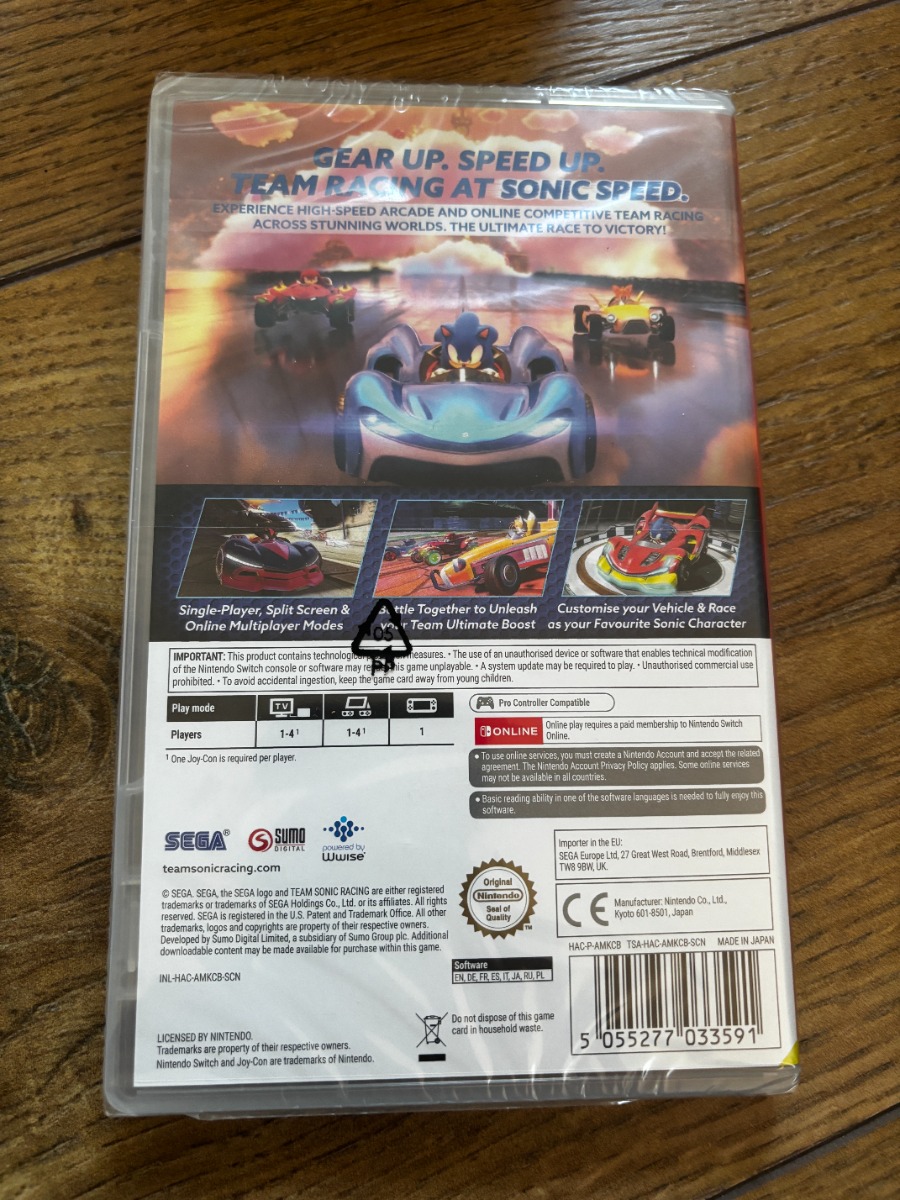 GEAR UP. SPEED UP.
TEAM RACING AT SONIC SPEED.
EXPERIENCE HIGH-SPEED ARCADE AND ONLINE COMPETITIVE TEAM RACING
ACROSS STUNNING WORLDS. THE ULTIMATE RACE TO VICTORY!
Single-Player, Split Screen &
Online Multiplayer Modes
Battle Together to Unleash
Team Ultimate Boost
Customise your Vehicle & Race
as your Favourite Sonic Character
05
PP
IMPORTANT: This product contains measures. • The use of an unauthorised device or software that enables technical modification
of the Nintendo Switch console or software may this game unplayable. • A system update may be required to play. • Unauthorised commercial use
prohibited. • To avoid accidental ingestion, keep the game card away from young children.
Play mode TV
Players 1-4¹ 1-4¹ 1
¹ One Joy-Con is required per player.
Pro Controller Compatible
ONLINE
Online play requires a paid membership to Nintendo Switch
Online.
• To use online services, you must create a Nintendo Account and accept the related
agreement. The Nintendo Account Privacy Policy applies. Some online services
may not be available in all countries.
• Basic reading ability in one of the software languages is needed to fully enjoy this
software.
SEGA®
SUMO
DIGITAL
powered by
Wwise®
teamsonicracing.com
© SEGA. SEGA, the SEGA logo and TEAM SONIC RACING are either registered
trademarks or trademarks of SEGA Holdings Co., Ltd. or its affiliates. All rights
reserved. SEGA is registered in the U.S. Patent and Trademark Office. All other
trademarks, logos and copyrights are property of their respective owners.
Developed by Sumo Digital Limited, a subsidiary of Sumo Group plc. Additional
downloadable content may be made available for purchase within this game.
INL-HAC-AMKCB-SCN
Original
Nintendo
Seal of
Quality
TM
Importer in the EU:
SEGA Europe Ltd, 27 Great West Road, Brentford, Middlesex
TW8 9BW, UK.
CE
Manufacturer: Nintendo Co., Ltd.,
Kyoto 601-8501, Japan
HAC-P-AMKCB TSA-HAC-AMKCB-SCN MADE IN JAPAN
Software
EN, DE, FR, ES, IT, JA, RU, PL
Do not dispose of this game
card in household waste.
5 055277 033591
LICENSED BY NINTENDO.
Trademarks are property of their respective owners.
Nintendo Switch and Joy-Con are trademarks of Nintendo.